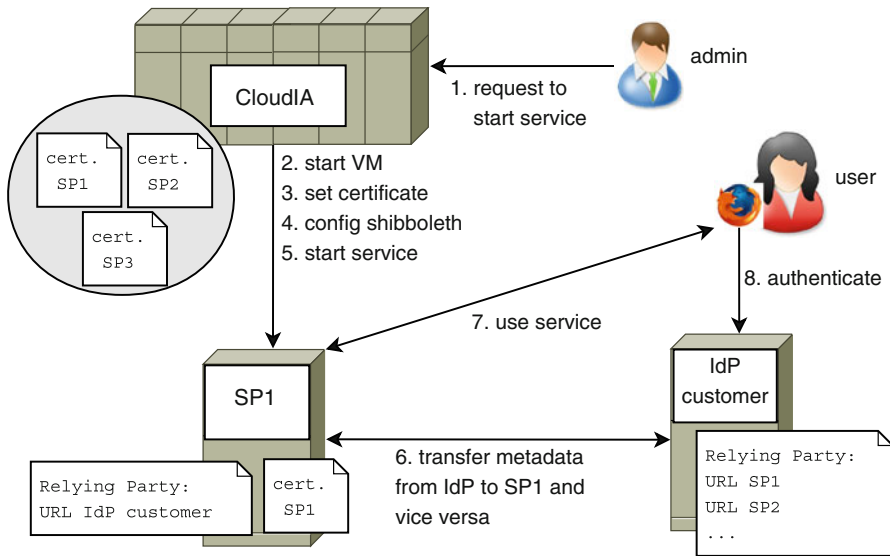 admin
1. request to
start service
CloudIA
cert.
SP1
cert.
SP2
cert.
SP3
2. start VM
3. set certificate
4. config shibboleth
5. start service
user
8. authenticate
7. use service
SP1
IdP
customer
6. transfer metadata
from IdP to SP1 and
vice versa
Relying Party:
URL IdP customer
cert.
SP1
Relying Party:
URL SP1
URL SP2
...